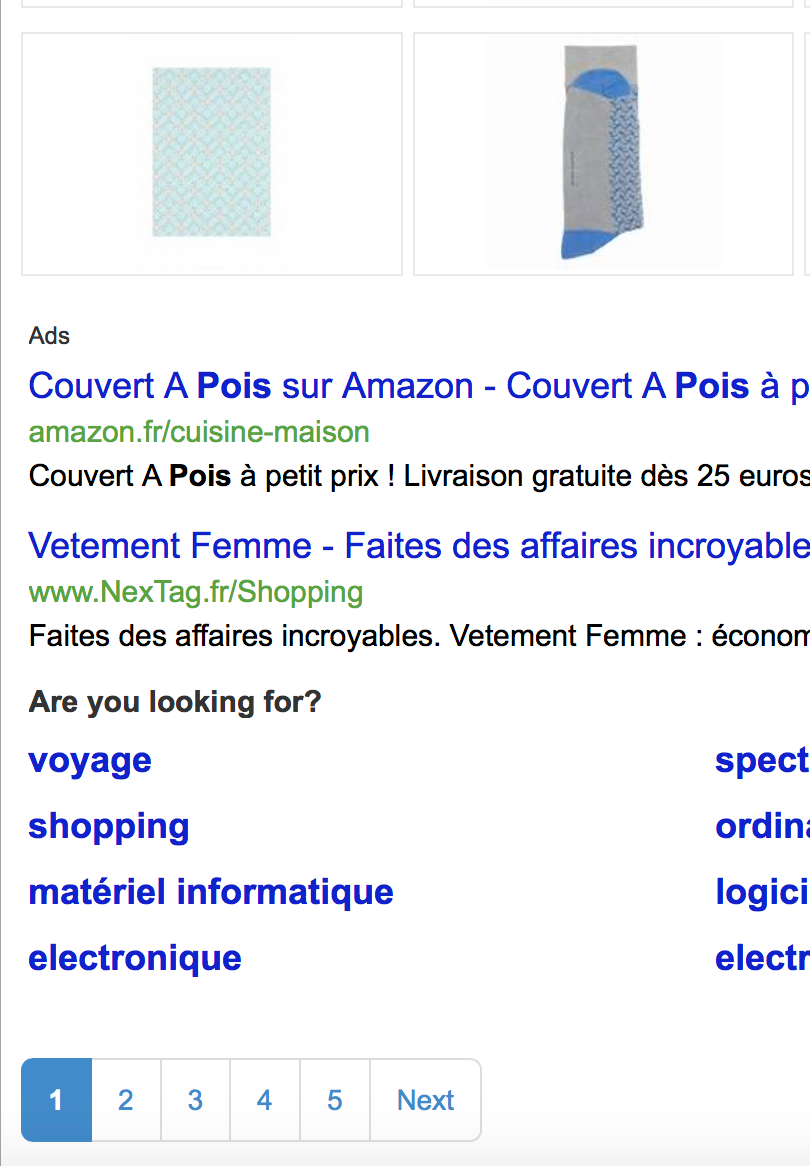 Ads
Couvert A Pois sur Amazon - Couvert A Pois à p
amazon.fr/cuisine-maison
Couvert A Pois à petit prix ! Livraison gratuite dès 25 euros
Vetement Femme - Faites des affaires incroyable
www.NexTag.fr/Shopping
Faites des affaires incroyables. Vetement Femme : économ
Are you looking for?
voyage spect
shopping ordina
matériel informatique logici
electronique electr
1 2 3 4 5 Next